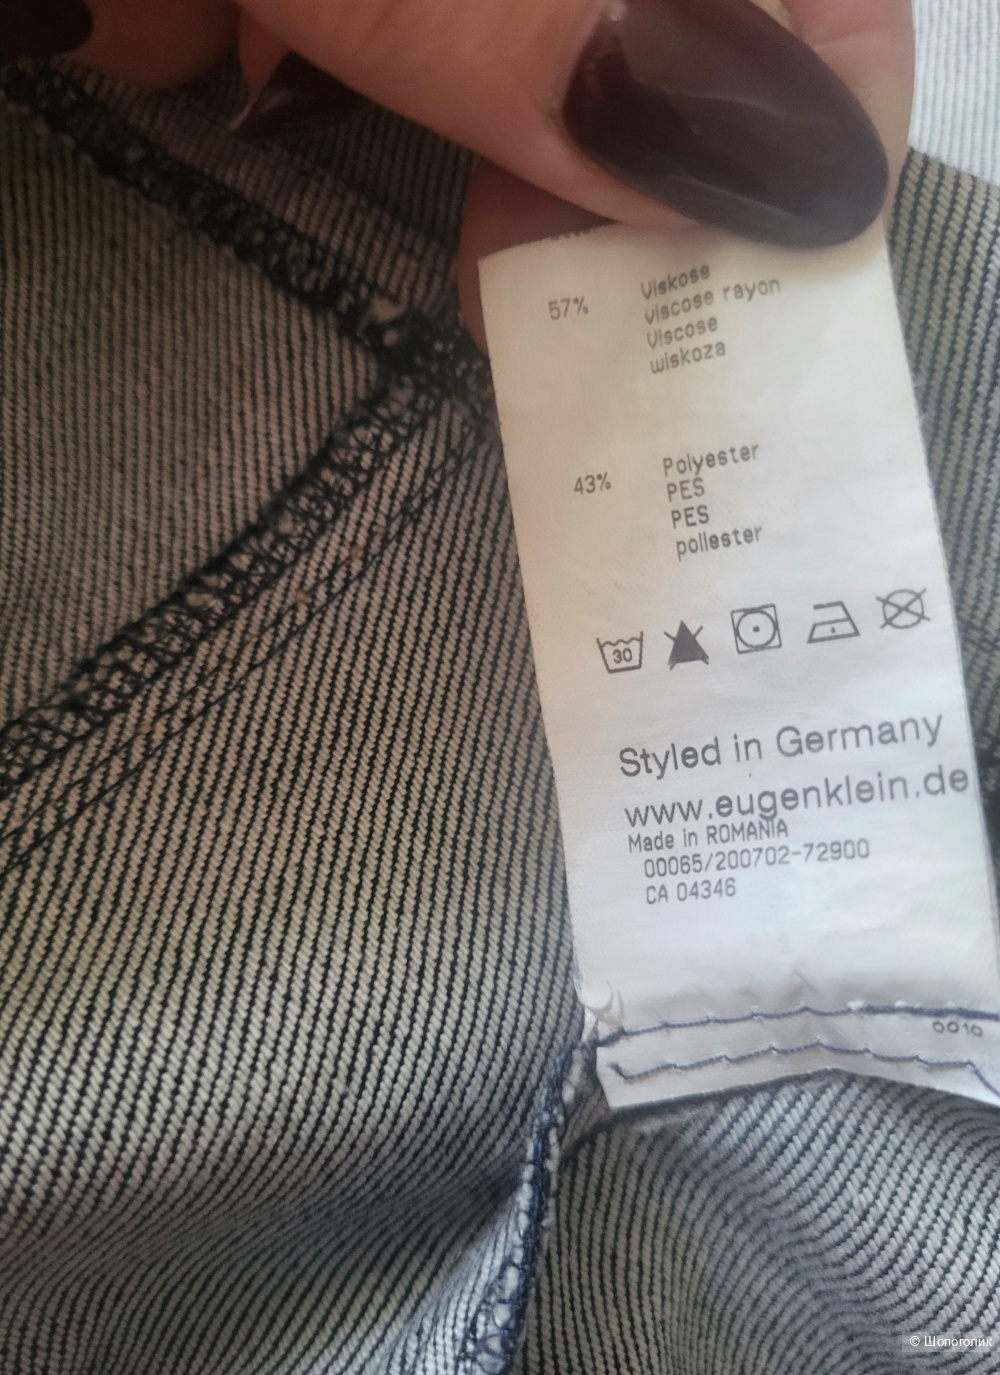 57% Viskose
viscose rayon
Viscose
wiskoza
43% Polyester
PES
PES
poliester
30
Styled in Germany
www.eugenklein.de
Made in ROMANIA
00065/200702-72900
CA 04346
0010
© Шопоголик